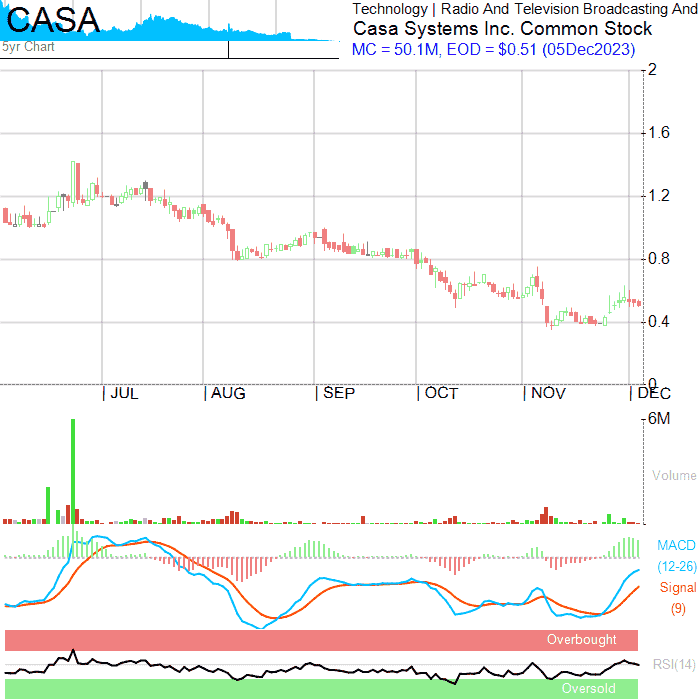 CASA
5yr Chart
Technology | Radio And Television Broadcasting And
Casa Systems Inc. Common Stock
MC = 50.1M, EOD = $0.51 (05Dec2023)
2
1.6
1.2
0.8
0.4
0
JUL AUG SEP OCT NOV DEC
6M
Volume
MACD
(12-26)
Signal
(9)
Overbought
RSI(14)
Oversold